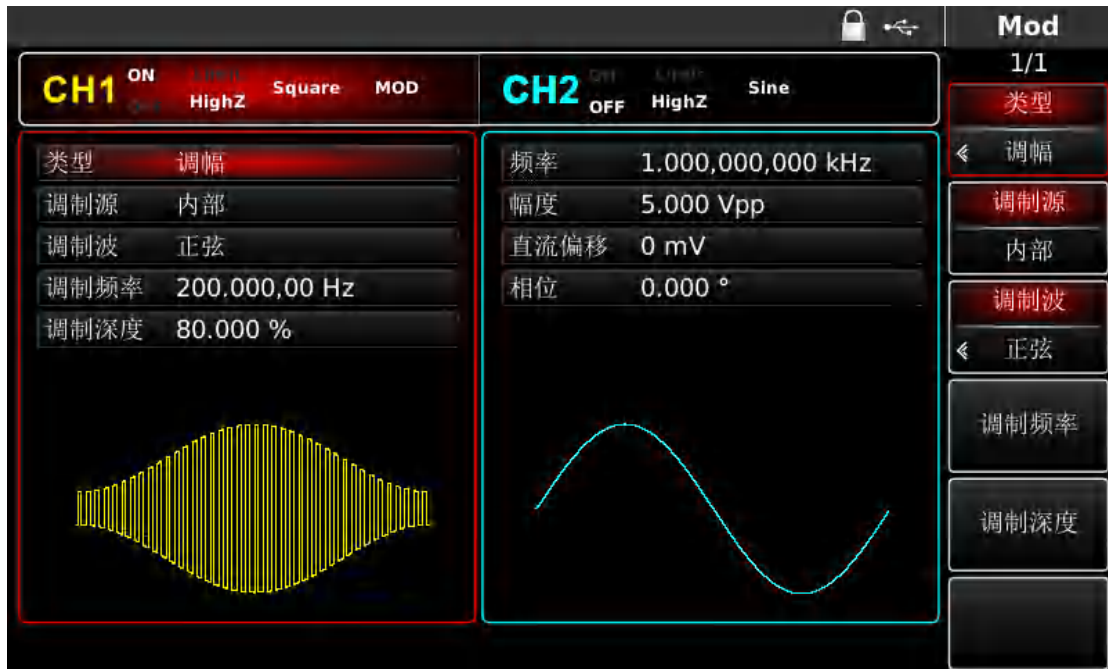 Mod
1/1
CH1 ON HighZ Square MOD
CH2 OFF HighZ Sine
类型 调幅
调制源 内部
调制波 正弦
调制频率 200.000,00 Hz
调制深度 80.000 %
频率 1.000,000,000 kHz
幅度 5.000 Vpp
直流偏移 0 mV
相位 0.000 °
类型
调幅
调制源
内部
调制波
正弦
调制频率
调制深度